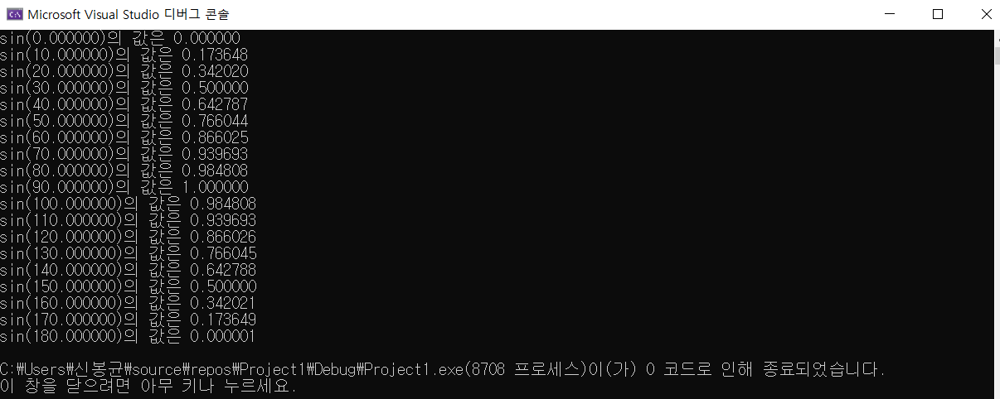 Microsoft Visual Studio 디버그 콘솔
sin(0.000000)의 값은 0.000000
sin(10.000000)의 값은 0.173648
sin(20.000000)의 값은 0.342020
sin(30.000000)의 값은 0.500000
sin(40.000000)의 값은 0.642787
sin(50.000000)의 값은 0.766044
sin(60.000000)의 값은 0.866025
sin(70.000000)의 값은 0.939693
sin(80.000000)의 값은 0.984808
sin(90.000000)의 값은 1.000000
sin(100.000000)의 값은 0.984808
sin(110.000000)의 값은 0.939693
sin(120.000000)의 값은 0.866026
sin(130.000000)의 값은 0.766045
sin(140.000000)의 값은 0.642788
sin(150.000000)의 값은 0.500000
sin(160.000000)의 값은 0.342021
sin(170.000000)의 값은 0.173649
sin(180.000000)의 값은 0.000001
C:₩Users₩신봉균₩source₩repos₩Project1₩Debug₩Project1.exe(8708 프로세스)이(가) 0 코드로 인해 종료되었습니다.
이 창을 닫으려면 아무 키나 누르세요.